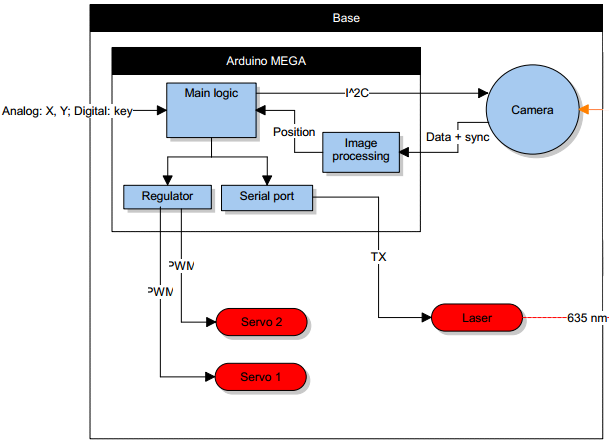 Base
Arduino MEGA
Main logic
I^2C
Camera
Analog: X, Y; Digital: key
Position
Image
processing
Data + sync
Regulator
Serial port
TX
PWM
PWM
Servo 2
Laser
635 nm
Servo 1